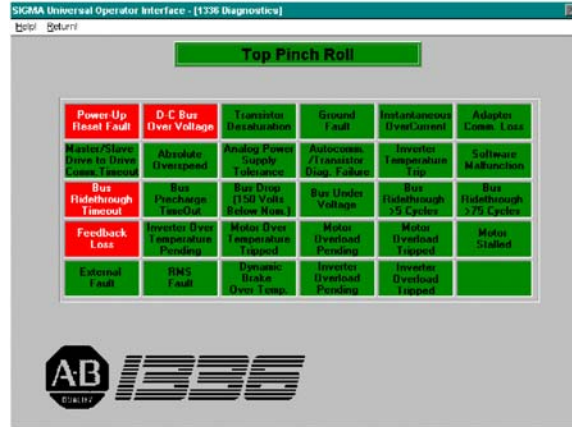 SIGMA Universal Operator Interface - [1336 Diagnostics]
Help! Return!
Top Pinch Roll
Power-Up
Reset Fault
D-C Bus
Over Voltage
Transistor
Desaturation
Ground
Fault
Instantaneous
OverCurrent
Adapter
Comm. Loss
Master/Slave
Drive to Drive
Comm.Timeout
Absolute
Overspeed
Analog Power
Supply
Tolerance
Autocomm.
/Transistor
Diag. Failure
Inverter
Temperature
Trip
Software
Malfunction
Bus
Ridethrough
Timeout
Bus
Precharge
TimeOut
Bus Drop
(150 Volts
Below Nom.)
Bus Under
Voltage
Bus
Ridethrough
>5 Cycles
Bus
Ridethrough
>75 Cycles
Feedback
Loss
Inverter Over
Temperature
Pending
Motor Over
Temperature
Tripped
Motor
Overload
Pending
Motor
Overload
Tripped
Motor
Stalled
External
Fault
RMS
Fault
Dynamic
Brake
Over Temp.
Inverter
Overload
Pending
Inverter
Overload
Tripped
A-B
QUALITY
1336